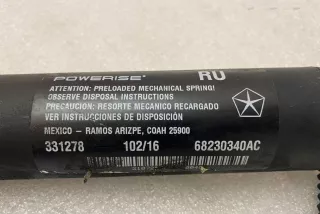 POWERISE® RU
ATTENTION: PRELOADED MECHANICAL SPRING!
OBSERVE DISPOSAL INSTRUCTIONS
PRECAUCIÓN: RESORTE MECANICO RECARGADO
VER INSTRUCCIONES DE DISPOSICIÓN
MEXICO - RAMOS ARIZPE, COAH 25900
331278 102/16 68230340AC